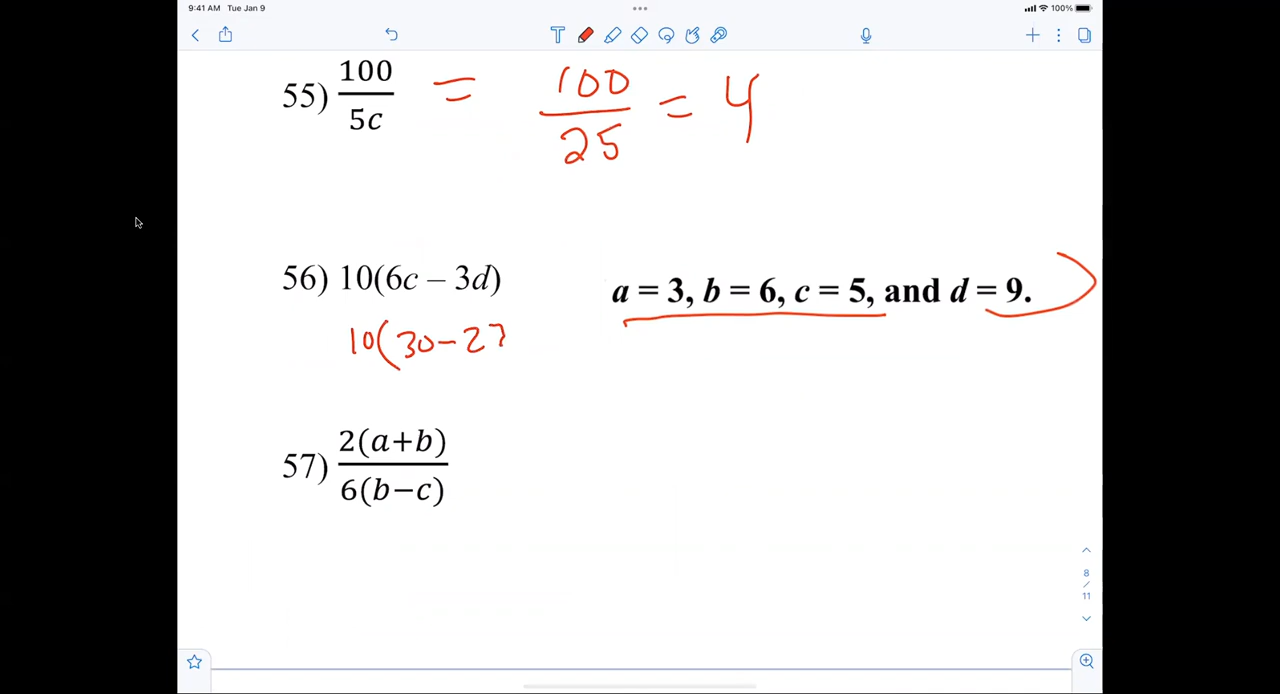 9:41 AM Tue Jan 9
100%
55) 100/5c = 100/25 = 4
56) 10(6c – 3d)
a = 3, b = 6, c = 5, and d = 9.
10(30-27
57) 2(a+b)/6(b−c)
8
/
11